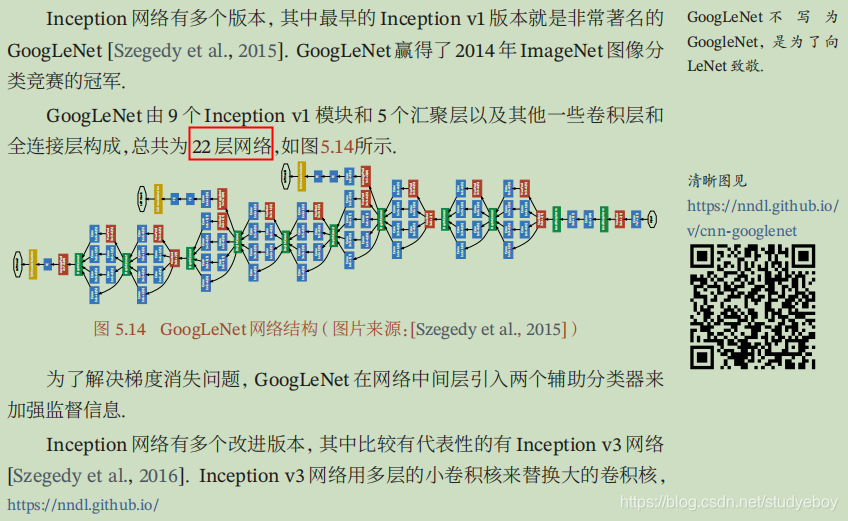 Inception 网络有多个版本，其中最早的 Inception v1 版本就是非常著名的
GoogLeNet [Szegedy et al., 2015]. GoogLeNet 赢得了 2014 年 ImageNet 图像分
类竞赛的冠军.
GoogLeNet 由 9 个 Inception v1 模块和 5 个汇聚层以及其他一些卷积层和
全连接层构成，总共为 22 层网络，如图5.14所示.
图 5.14 GoogLeNet 网络结构（图片来源：[Szegedy et al., 2015]）
为了解决梯度消失问题，GoogLeNet 在网络中间层引入两个辅助分类器来
加强监督信息.
Inception 网络有多个改进版本，其中比较有代表性的有 Inception v3 网络
[Szegedy et al., 2016]. Inception v3 网络用多层的小卷积核来替换大的卷积核，
https://nndl.github.io/
GoogLeNet 不 写 为
GoogleNet，是为了向
LeNet 致敬.
清晰图见
https://nndl.github.io/
v/cnn-googlenet
https://blog.csdn.net/studyeboy